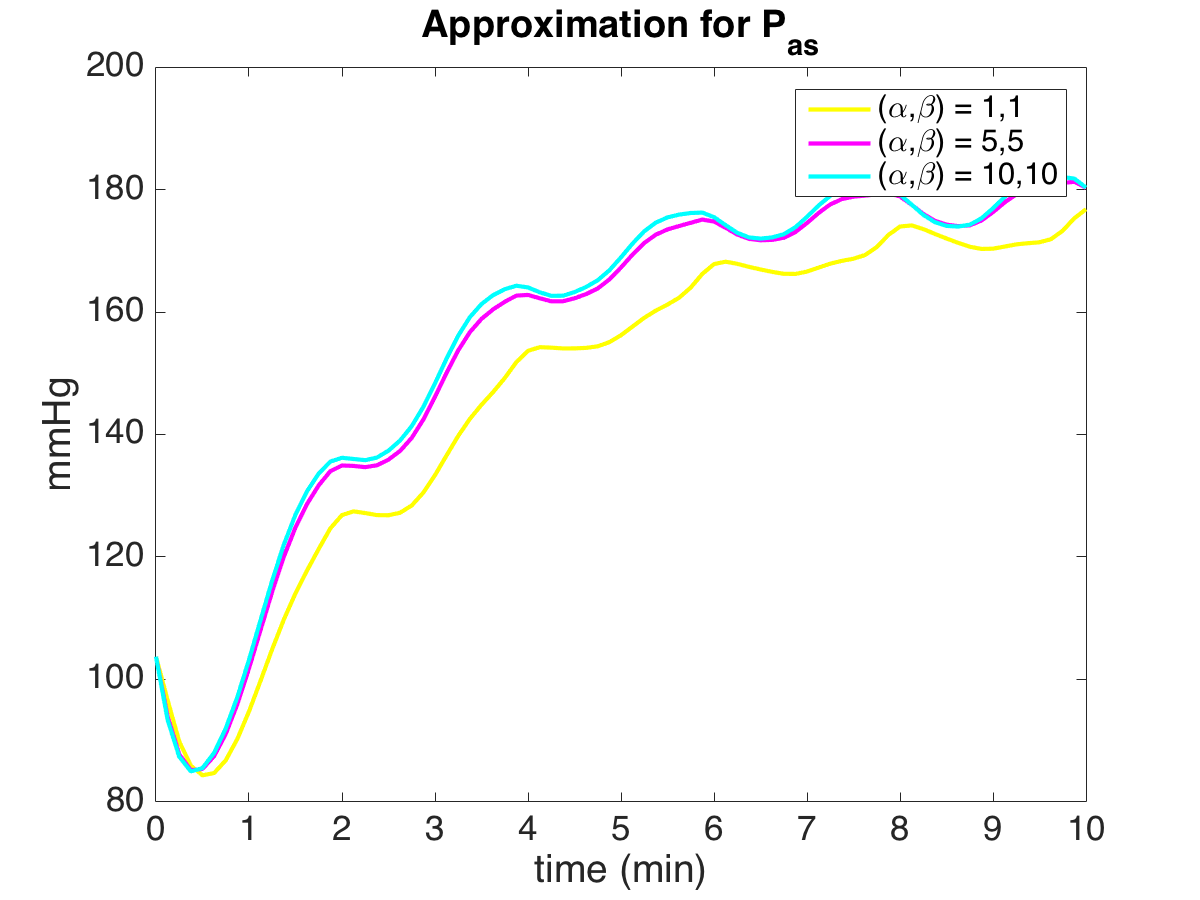 Approximation for P_as
200
180
160
140
120
100
80
mmHg
(α,β) = 1,1
(α,β) = 5,5
(α,β) = 10,10
0 1 2 3 4 5 6 7 8 9 10
time (min)